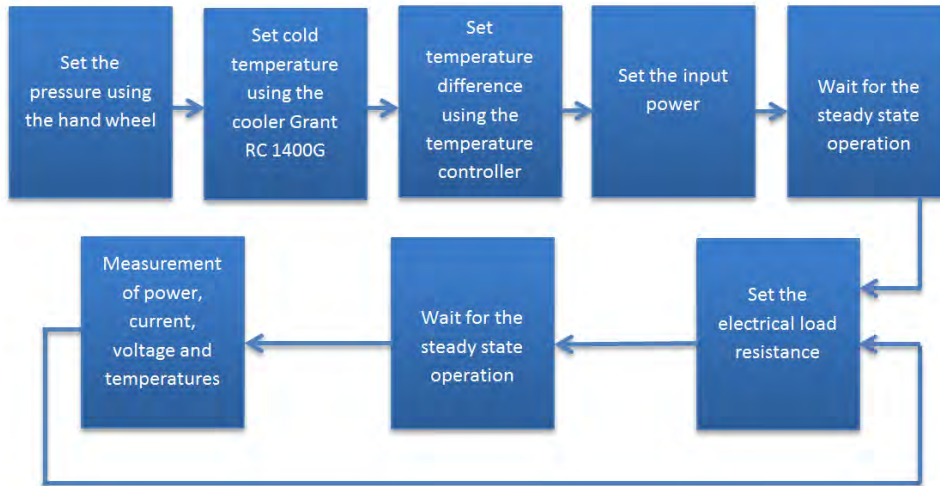 Set the
pressure using
the hand wheel
Set cold
temperature
using the
cooler Grant
RC 1400G
Set
temperature
difference
using the
temperature
controller
Set the input
power
Wait for the
steady state
operation
Set the
electrical load
resistance
Wait for the
steady state
operation
Measurement
of power,
current,
voltage and
temperatures